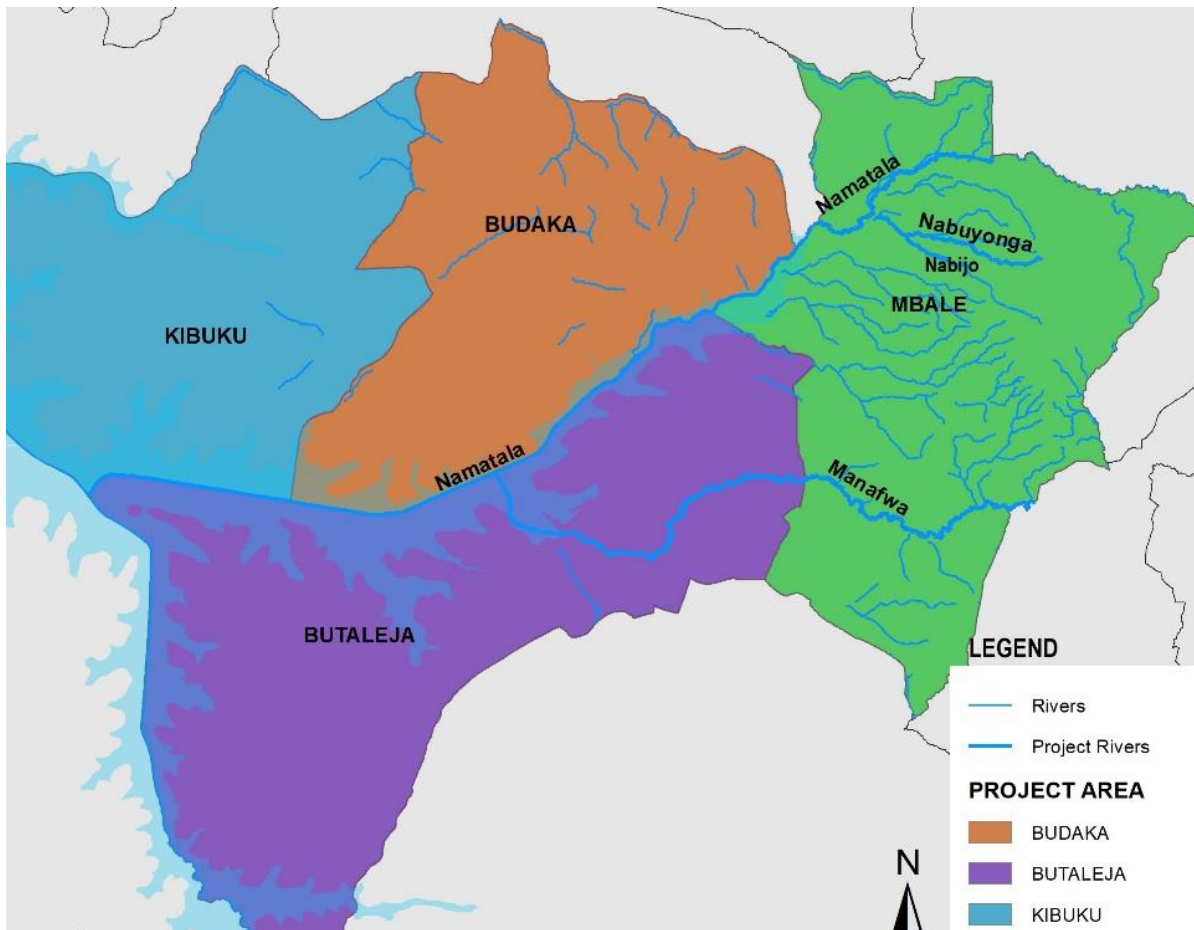 Namatala
Nabuyonga
BUDAKA
Nabijo
MBALE
KIBUKU
Namatala
Manafwa
BUTALEJA
LEGEND
Rivers
Project Rivers
PROJECT AREA
BUDAKA
BUTALEJA
KIBUKU
N